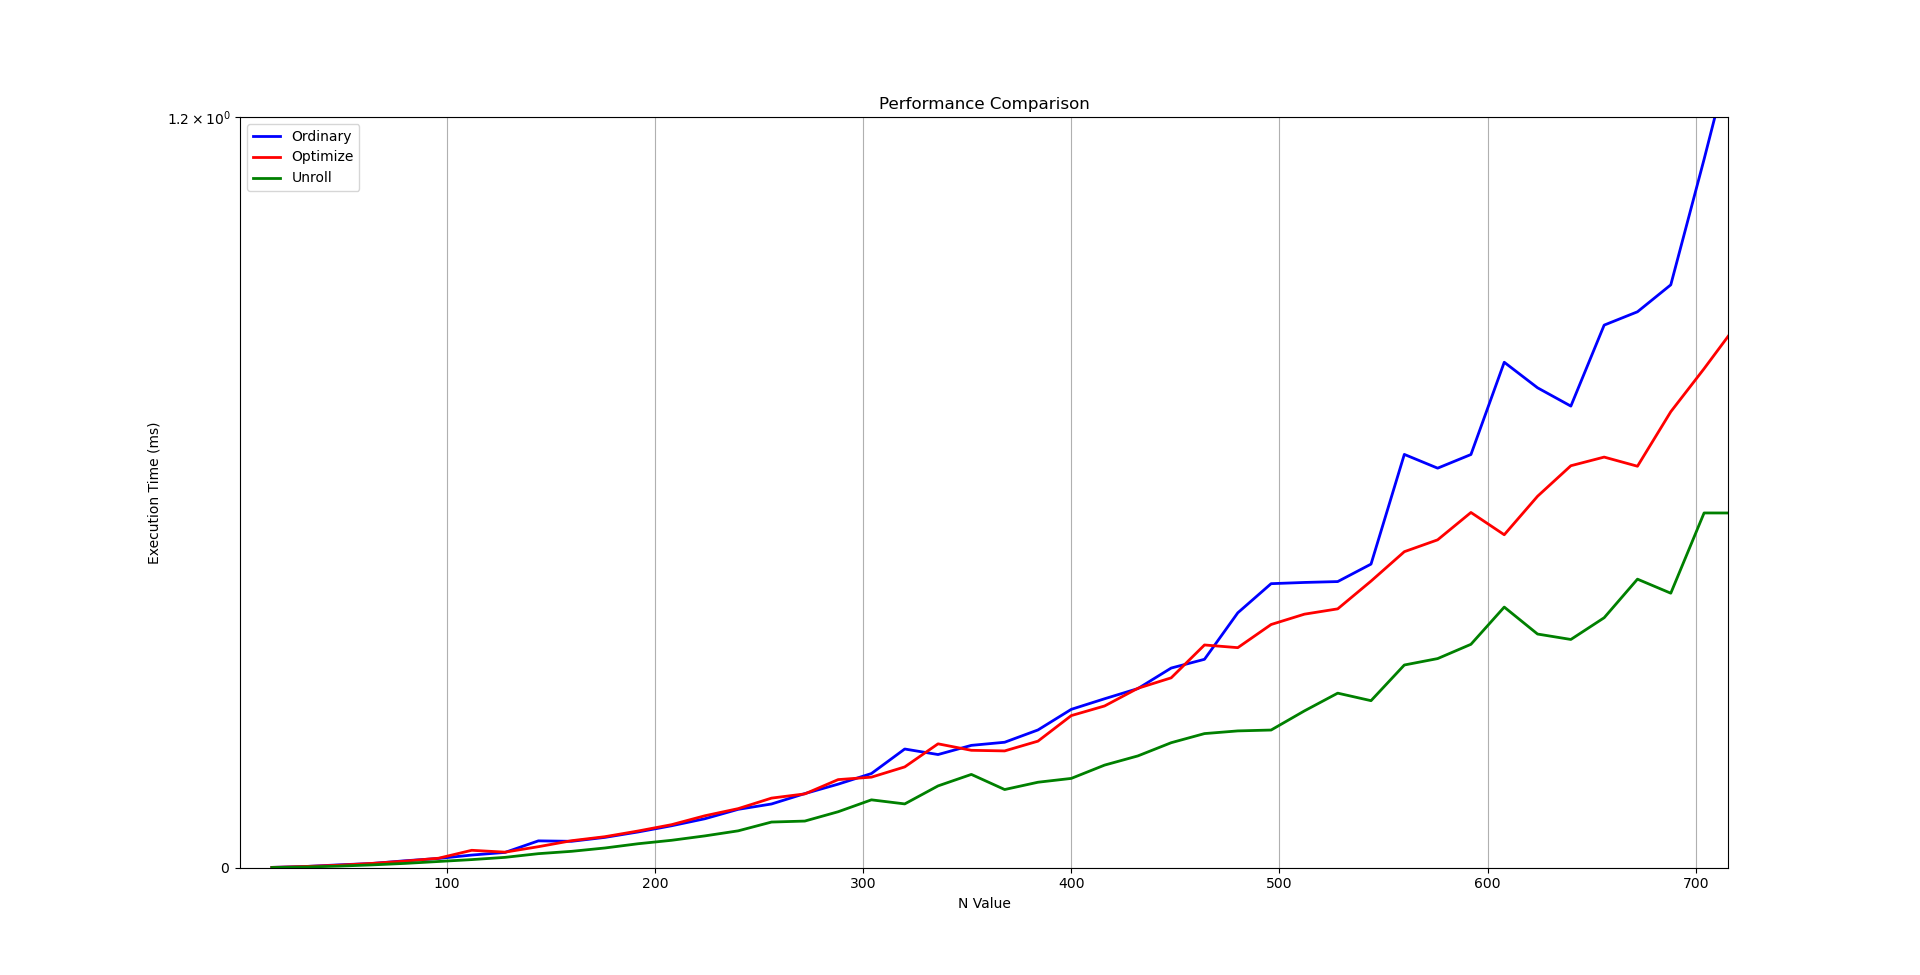 Performance Comparison
1.2 × 10⁰
Ordinary
Optimize
Unroll
Execution Time (ms)
0
100 200 300 400 500 600 700
N Value